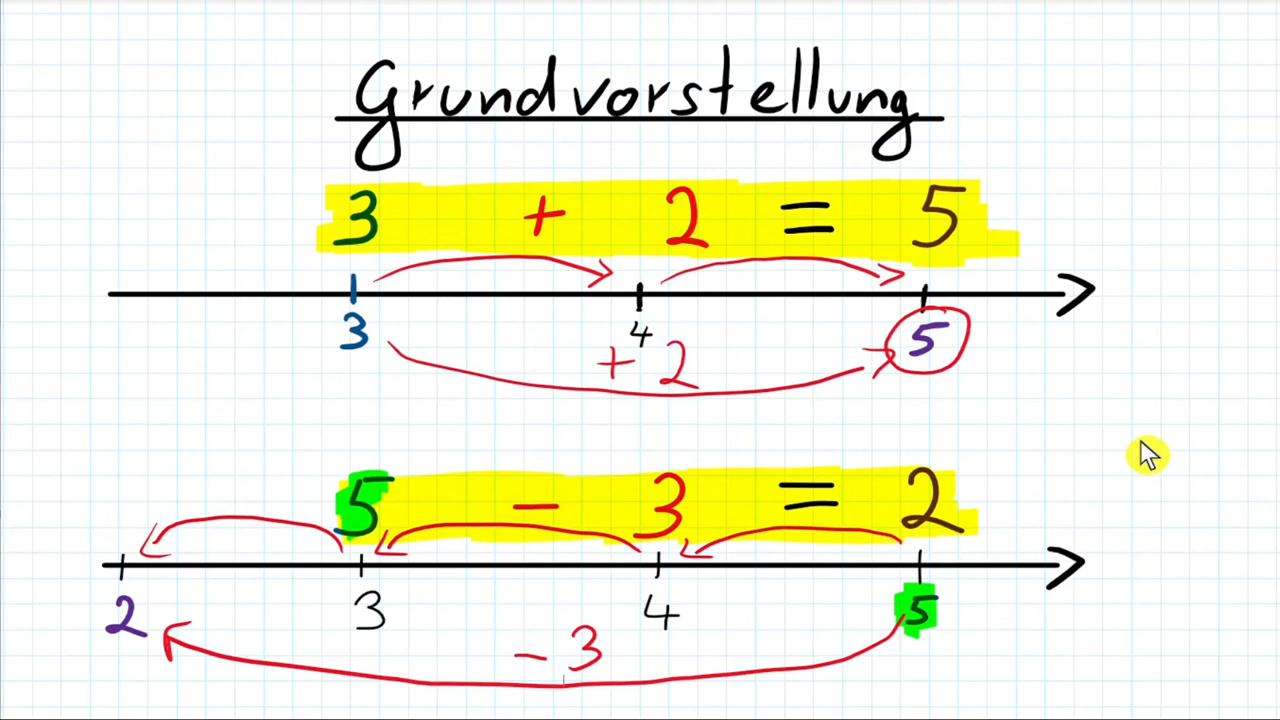 Grundvorstellung
3 + 2 = 5
3 4 5
+ 2
5 - 3 = 2
2 3 4 5
- 3